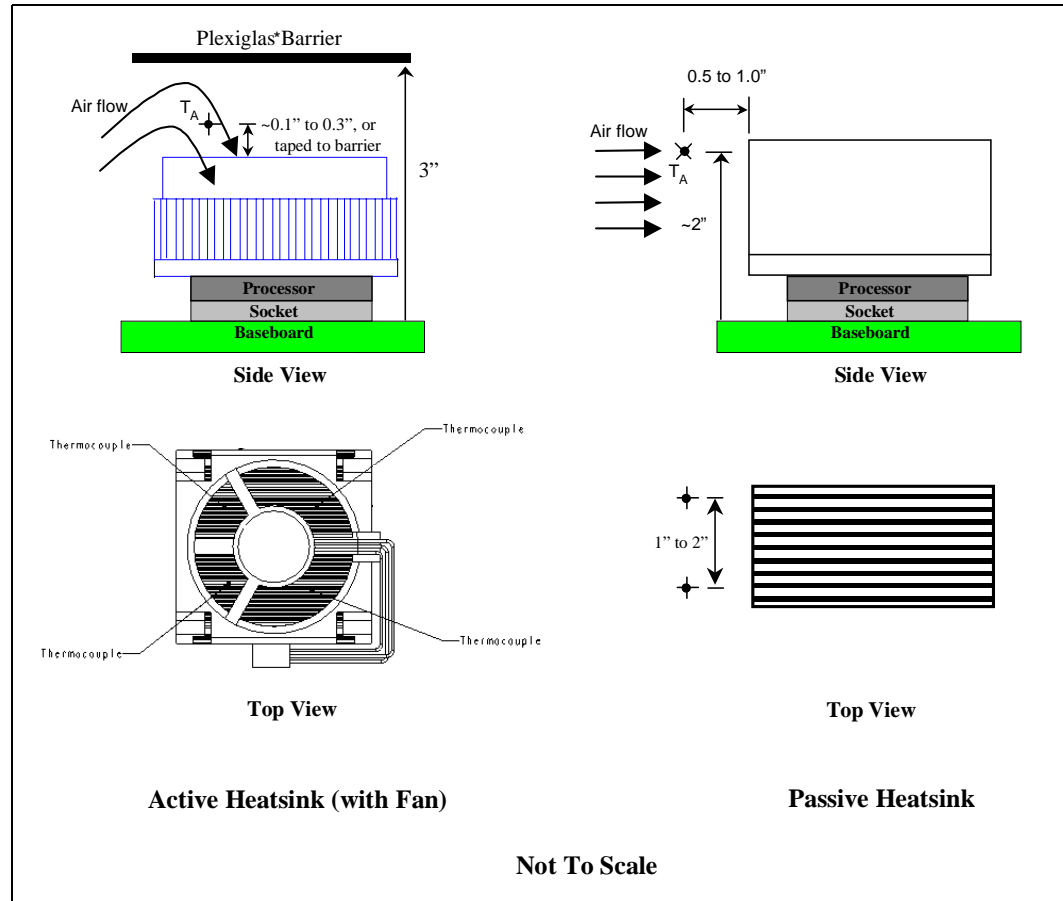 Plexiglas* Barrier
Air flow
TA
~0.1” to 0.3”, or
taped to barrier
3”
Processor
Socket
Baseboard
Side View
0.5 to 1.0”
Air flow
TA
~2”
Processor
Socket
Baseboard
Side View
Thermocouple
Thermocouple
Thermocouple
Thermocouple
Top View
1” to 2”
Top View
Active Heatsink (with Fan)
Passive Heatsink
Not To Scale